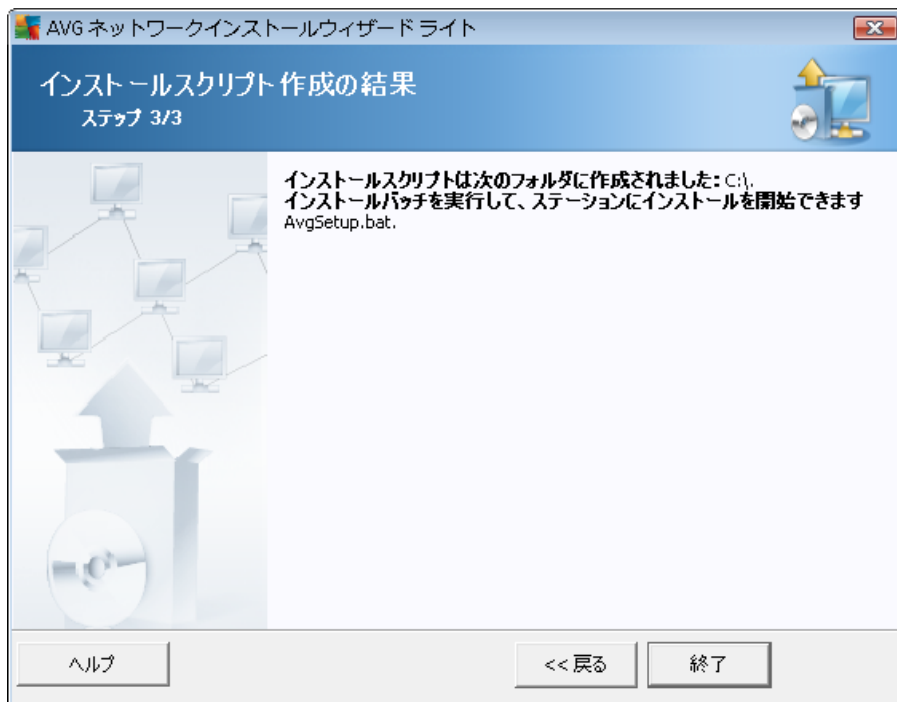 AVG ネットワークインストールウィザード ライト
インストールスクリプト作成の結果
ステップ 3/3
インストールスクリプトは次のフォルダに作成されました: C:\.
インストールバッチを実行して、ステーションにインストールを開始できます
AvgSetup.bat.
ヘルプ
<< 戻る
終了